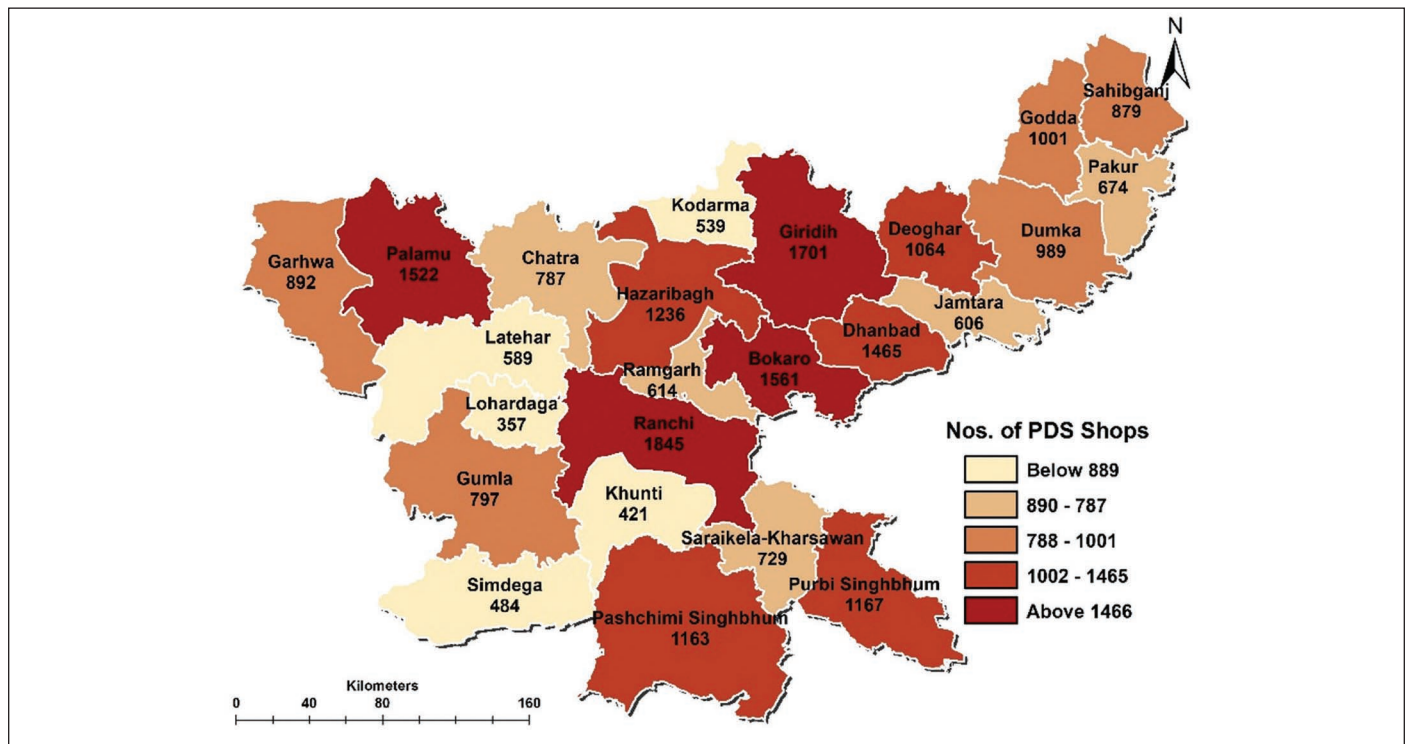 N
Sahibganj
879
Godda
1001
Pakur
674
Kodarma
539
Giridih
1701
Deoghar
1064
Dumka
989
Garhwa
892
Palamu
1522
Chatra
787
Hazaribagh
1236
Jamtara
606
Dhanbad
1465
Latehar
589
Ramgarh
614
Bokaro
1561
Lohardaga
357
Ranchi
1845
Gumla
797
Khunti
421
Saraikela-Kharsawan
729
Simdega
484
Pashchimi Singhbhum
1163
Purbi Singhbhum
1167
Nos. of PDS Shops
Below 889
890 - 787
788 - 1001
1002 - 1465
Above 1466
Kilometers
0 40 80 160